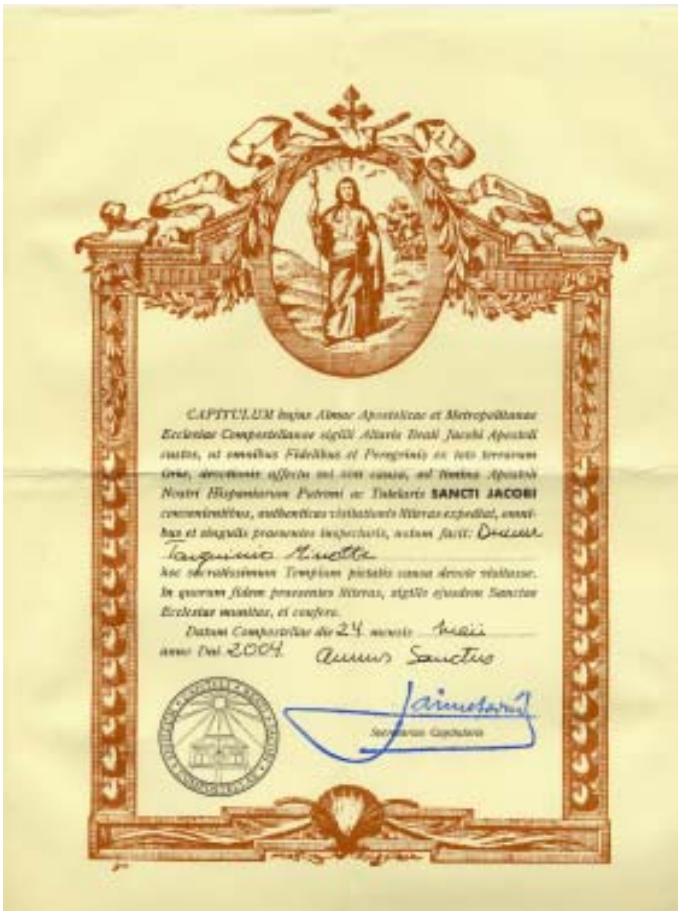 CAPITULUM hujus Almae Apostolicae et Metropolitanae
Ecclesiae Compostellanae sigilli Altaris Beati Jacobi Apostoli
custos, ut omnibus Fidelibus et Peregrinis ex toto terrarum
Orbe, devotionis affectu vel voti causa, ad limina Apostoli
Nostri Hispaniarum Patroni ac Tutelaris SANCTI JACOBI
convenientibus, authenticas visitationis litteras expediat, omni-
bus et singulis praesentes inspecturis, notum facit:
Tarquinio
hoc sacratissimum Templum pietatis causa devote visitasse.
In quorum fidem praesentes litteras, sigillo ejusdem Sanctae
Ecclesiae munitas, ei confero.
Datum Compostellae die 24 mensis Maii
anno Dni 2004. Annus Sanctus
Secretarius Capitularis